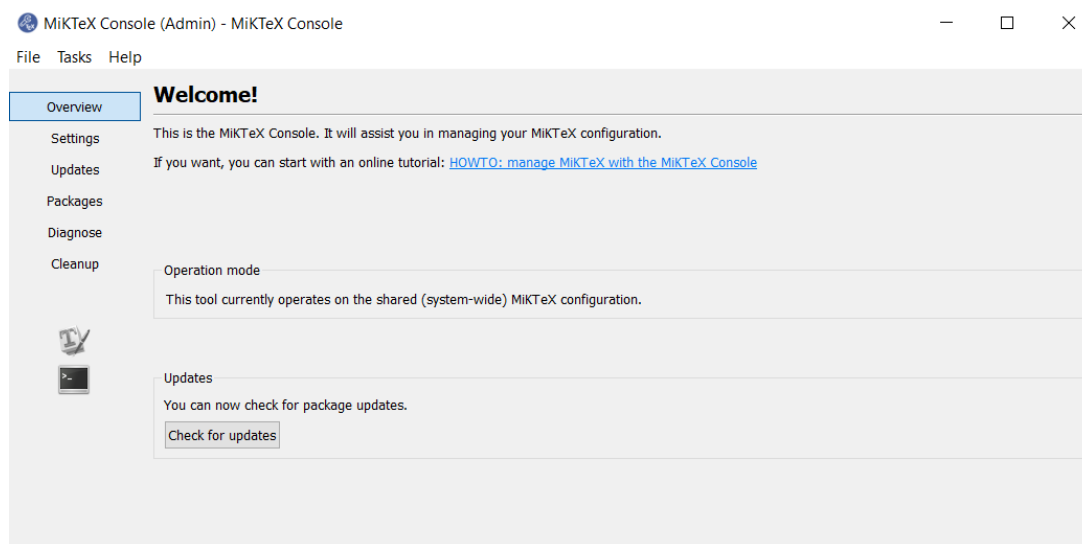 MiKTeX Console (Admin) - MiKTeX Console
File Tasks Help
Overview
Settings
Updates
Packages
Diagnose
Cleanup
Welcome!
This is the MiKTeX Console. It will assist you in managing your MiKTeX configuration.
If you want, you can start with an online tutorial: HOWTO: manage MiKTeX with the MiKTeX Console
Operation mode
This tool currently operates on the shared (system-wide) MiKTeX configuration.
Updates
You can now check for package updates.
Check for updates